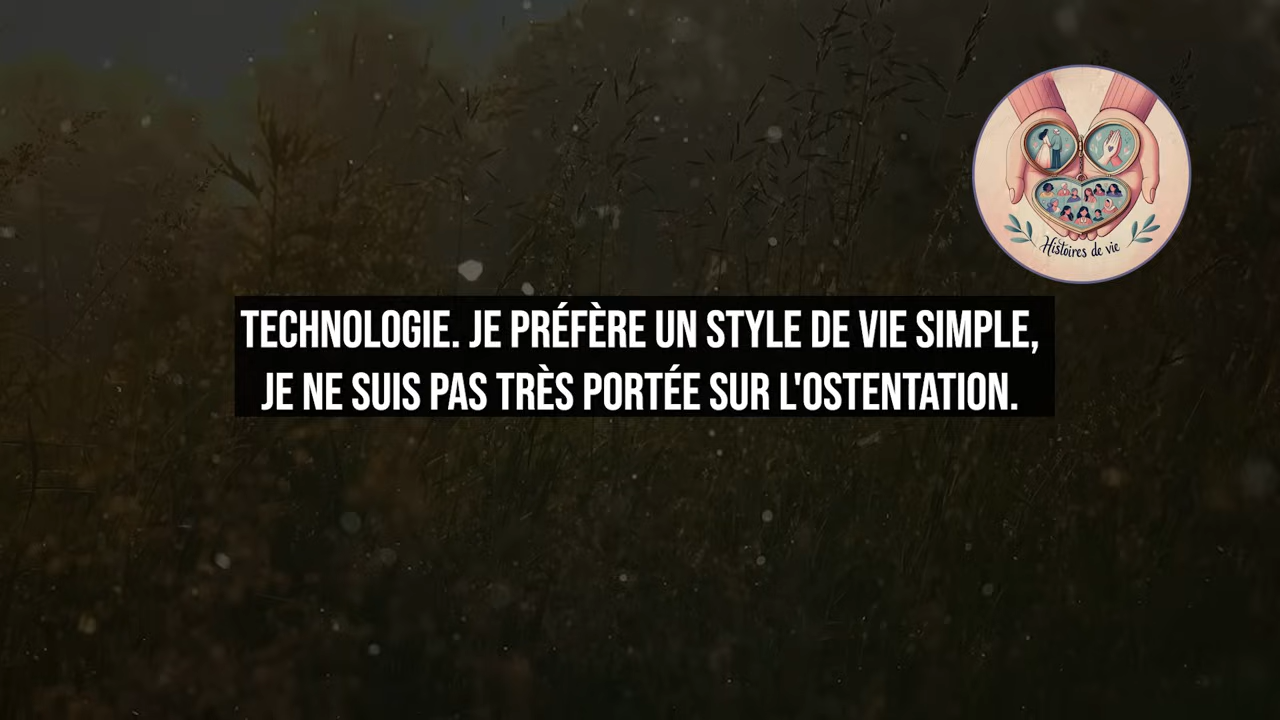 Histoires de vie
TECHNOLOGIE. JE PRÉFÈRE UN STYLE DE VIE SIMPLE,
JE NE SUIS PAS TRÈS PORTÉE SUR L'OSTENTATION.